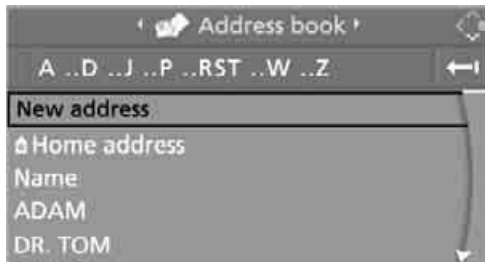 Address book
A ..D ..J ..P ..RST ..W ..Z
New address
Home address
Name
ADAM
DR. TOM